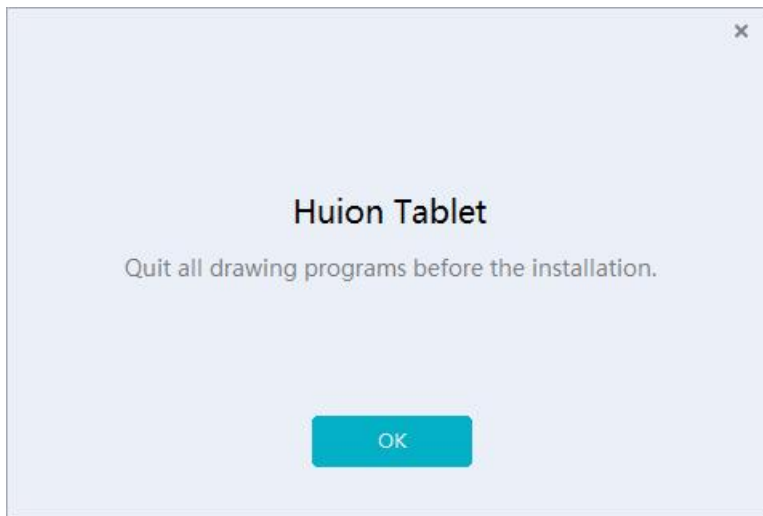 Huion Tablet
Quit all drawing programs before the installation.
OK